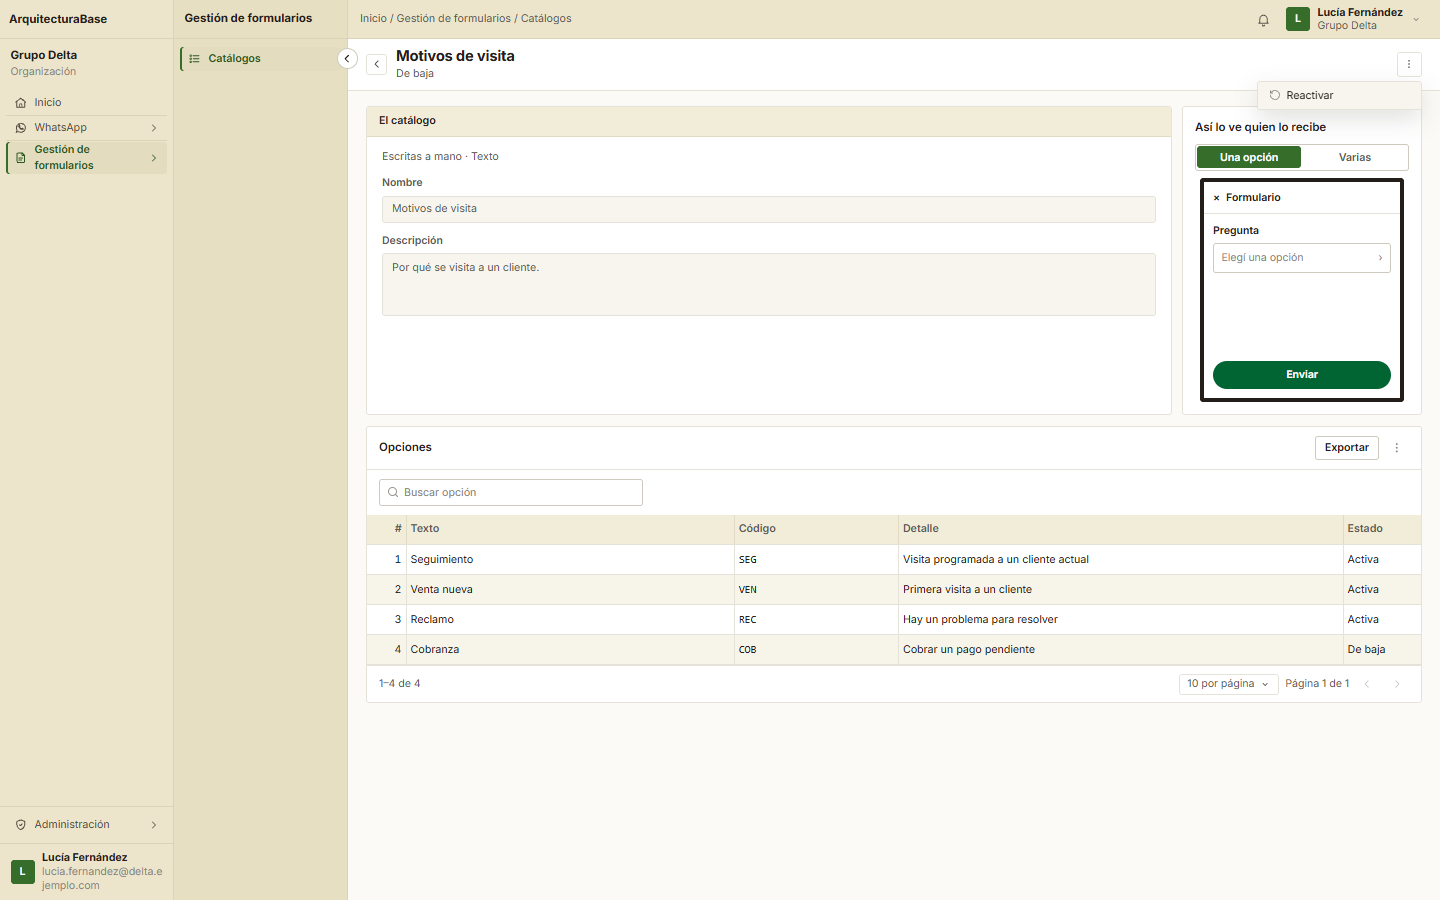 ArquitecturaBase
Grupo Delta
Organización
Inicio
WhatsApp
Gestión de
formularios
Administración
L
Lucía Fernández
lucia.fernandez@delta.e
jemplo.com
Gestión de formularios
Catálogos
Inicio / Gestión de formularios / Catálogos
L
Lucía Fernández
Grupo Delta
Motivos de visita
De baja
Reactivar
El catálogo
Escritas a mano · Texto
Nombre
Motivos de visita
Descripción
Por qué se visita a un cliente.
Así lo ve quien lo recibe
Una opción Varias
× Formulario
Pregunta
Elegí una opción ›
Enviar
Opciones
Exportar
Buscar opción
# Texto Código Detalle Estado
1 Seguimiento SEG Visita programada a un cliente actual Activa
2 Venta nueva VEN Primera visita a un cliente Activa
3 Reclamo REC Hay un problema para resolver Activa
4 Cobranza COB Cobrar un pago pendiente De baja
1–4 de 4
10 por página Página 1 de 1